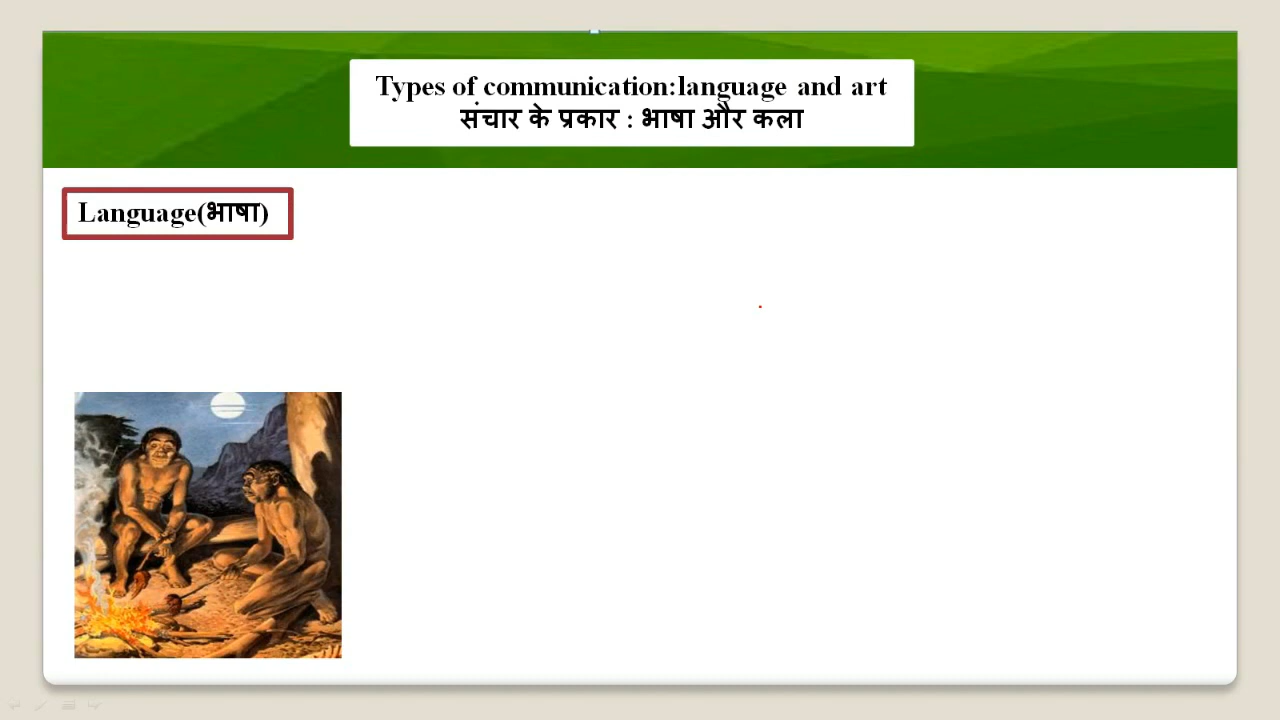 Types of communication:language and art
संचार के प्रकार : भाषा और कला
Language(भाषा)